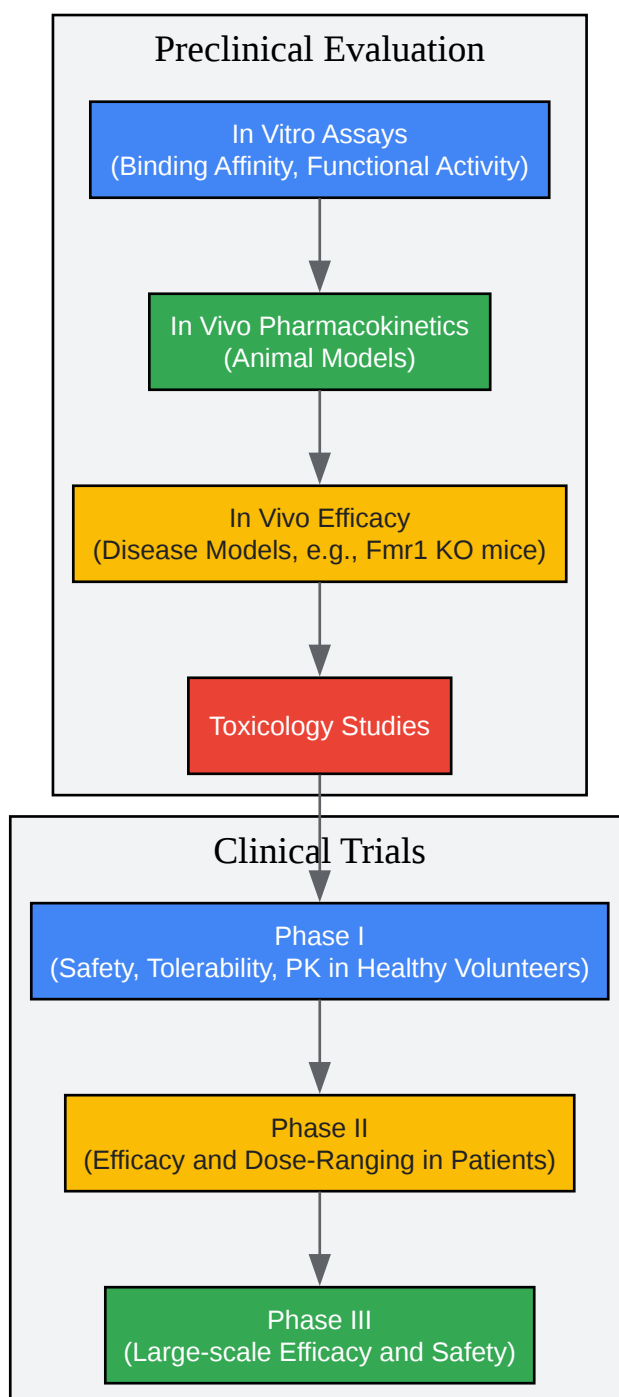 Preclinical Evaluation
In Vitro Assays
(Binding Affinity, Functional Activity)
In Vivo Pharmacokinetics
(Animal Models)
In Vivo Efficacy
(Disease Models, e.g., Fmr1 KO mice)
Toxicology Studies
Clinical Trials
Phase I
(Safety, Tolerability, PK in Healthy Volunteers)
Phase II
(Efficacy and Dose-Ranging in Patients)
Phase III
(Large-scale Efficacy and Safety)